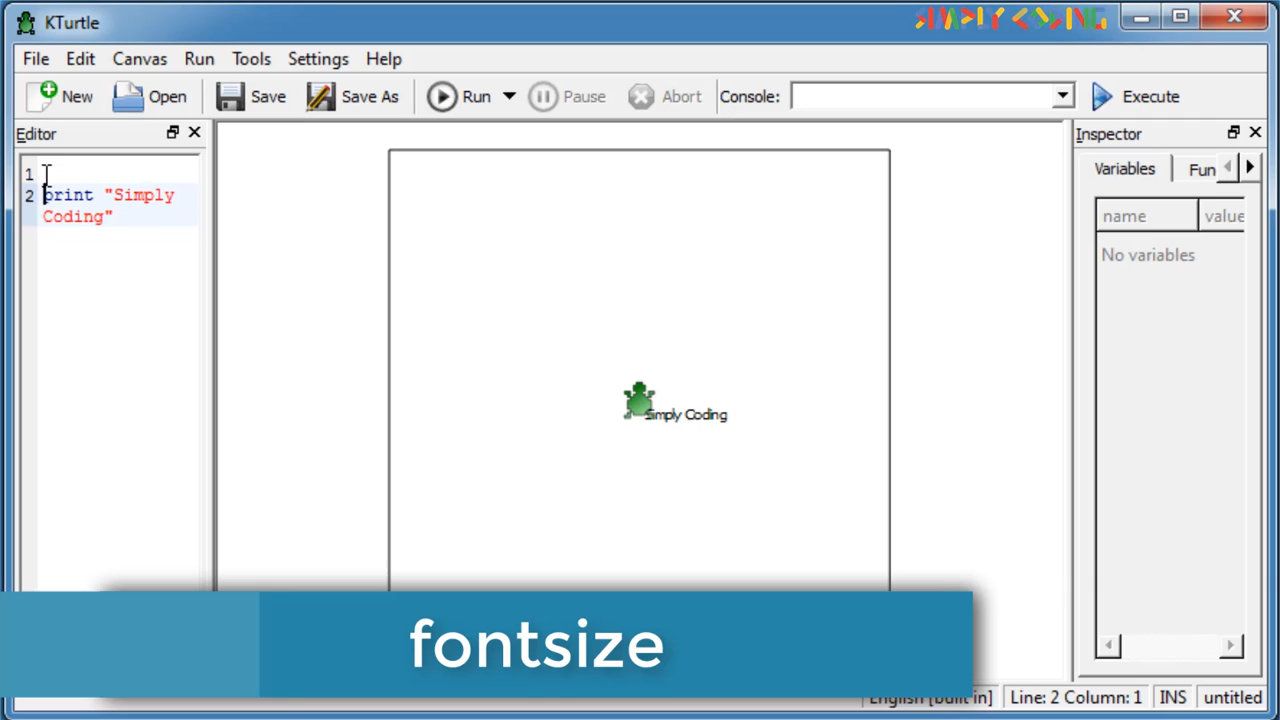 KTurtle
SIMPLY CODING
File Edit Canvas Run Tools Settings Help
New Open Save Save As Run Pause Abort Console: Execute
Editor
Inspector
Variables Fun
1
2 print "Simply
Coding"
name value
No variables
Simply Coding
fontsize
English [built in] Line: 2 Column: 1 INS untitled